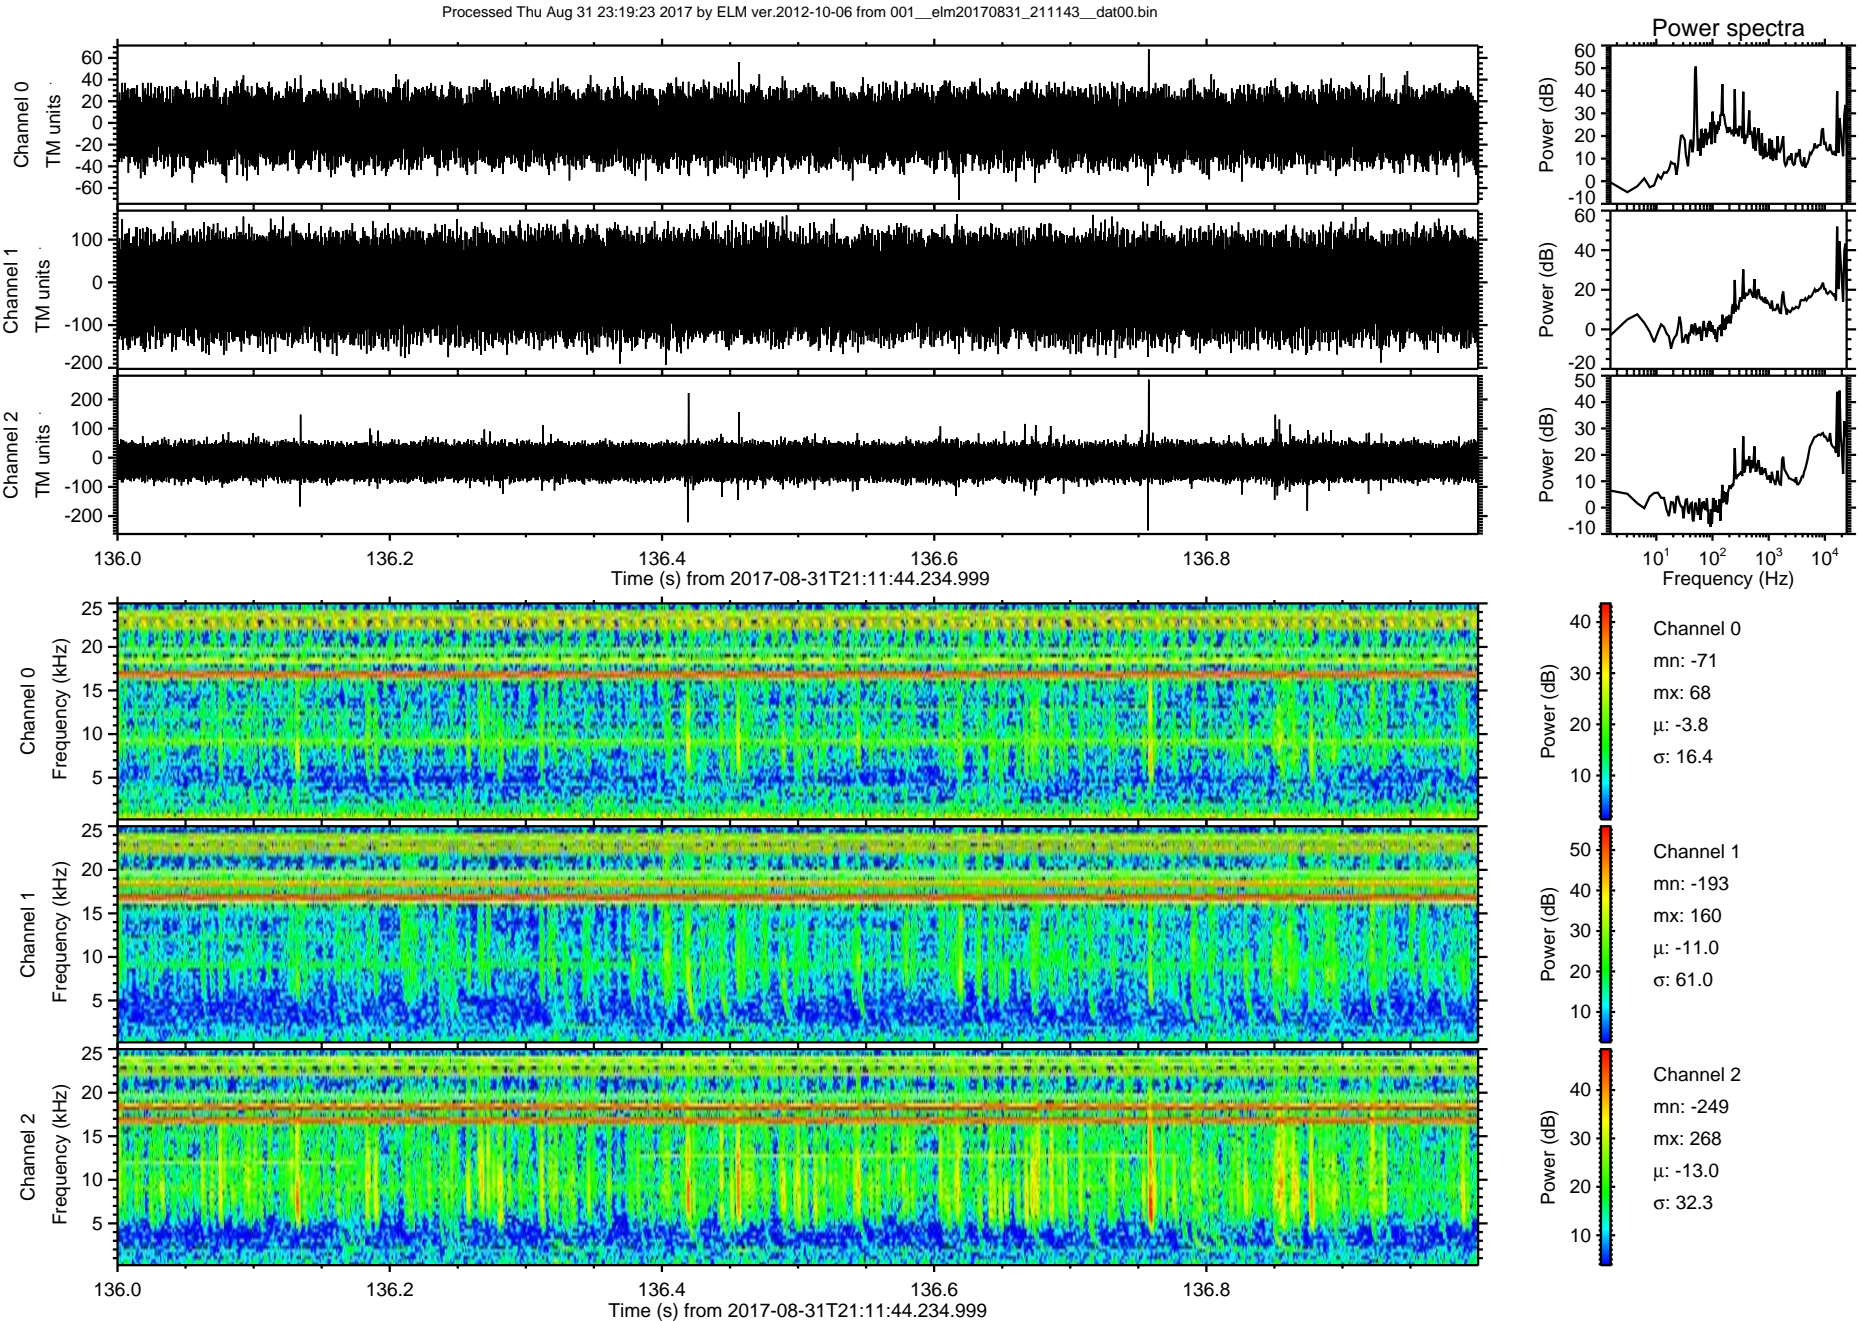 Processed Thu Aug 31 23:19:23 2017 by ELM ver.2012-10-06 from 001__elm20170831_211143__dat00.bin
Power spectra
Channel 0
TM units
60
40
20
0
-20
-40
-60
Power (dB)
60
50
40
30
20
10
0
-10
Channel 1
TM units
100
0
-100
-200
Power (dB)
60
40
20
0
-20
Channel 2
TM units
200
100
0
-100
-200
Power (dB)
50
40
30
20
10
0
-10
136.0 136.2 136.4 136.6 136.8
Time (s) from 2017-08-31T21:11:44.234.999
10¹ 10² 10³ 10⁴
Frequency (Hz)
Channel 0
Frequency (kHz)
25
20
15
10
5
Power (dB)
40
30
20
10
Channel 0
mn: -71
mx: 68
μ: -3.8
σ: 16.4
Channel 1
Frequency (kHz)
25
20
15
10
5
Power (dB)
50
40
30
20
10
Channel 1
mn: -193
mx: 160
μ: -11.0
σ: 61.0
Channel 2
Frequency (kHz)
25
20
15
10
5
Power (dB)
40
30
20
10
Channel 2
mn: -249
mx: 268
μ: -13.0
σ: 32.3
136.0 136.2 136.4 136.6 136.8
Time (s) from 2017-08-31T21:11:44.234.999